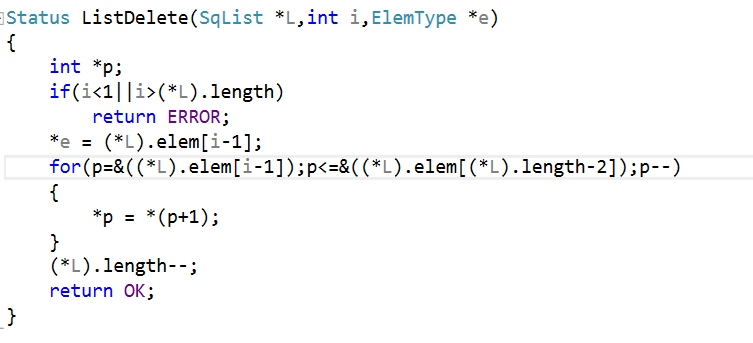 Status ListDelete(SqList *L,int i,ElemType *e)
{
    int *p;
    if(i<1||i>(*L).length)
        return ERROR;
    *e = (*L).elem[i-1];
    for(p=&((*L).elem[i-1]);p<=&((*L).elem[(*L).length-2]);p--)
    {
        *p = *(p+1);
    }
    (*L).length--;
    return OK;
}